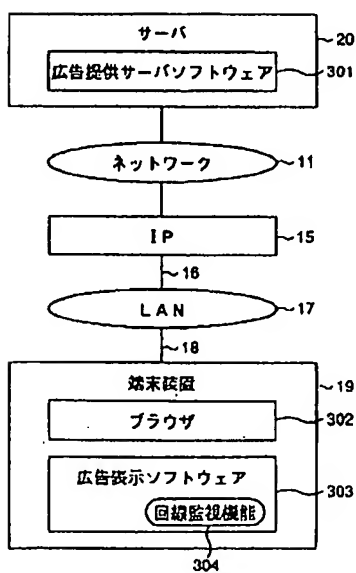 サーバ
20
広告提供サーバソフトウェア
301
ネットワーク
11
IP
15
16
LAN
17
18
端末装置
19
ブラウザ
302
広告表示ソフトウェア
303
回線監視機能
304